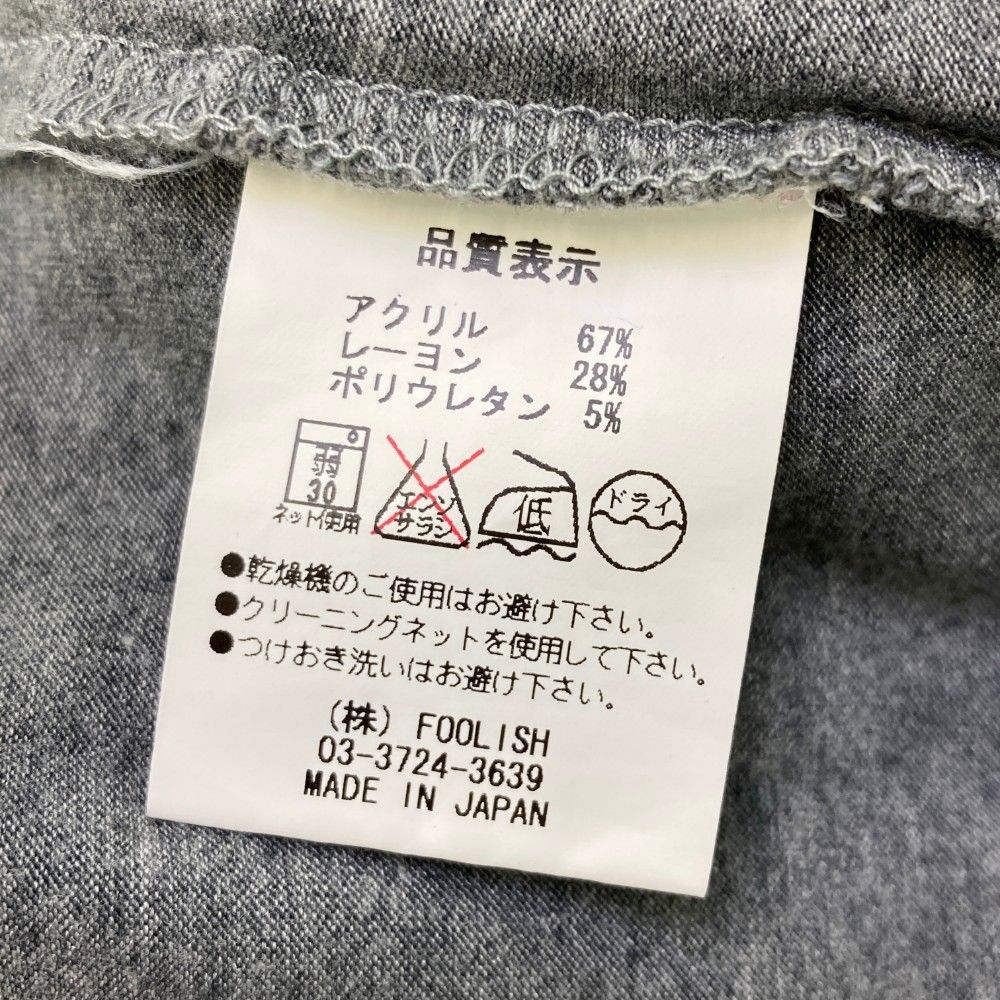 品質表示
アクリル 67%
レーヨン 28%
ポリウレタン 5%
弱
30
ネット使用
エンソ
サラシ
低
ドライ
●乾燥機のご使用はお避け下さい。
●クリーニングネットを使用して下さい。
●つけおき洗いはお避け下さい。
(株) FOOLISH
03-3724-3639
MADE IN JAPAN